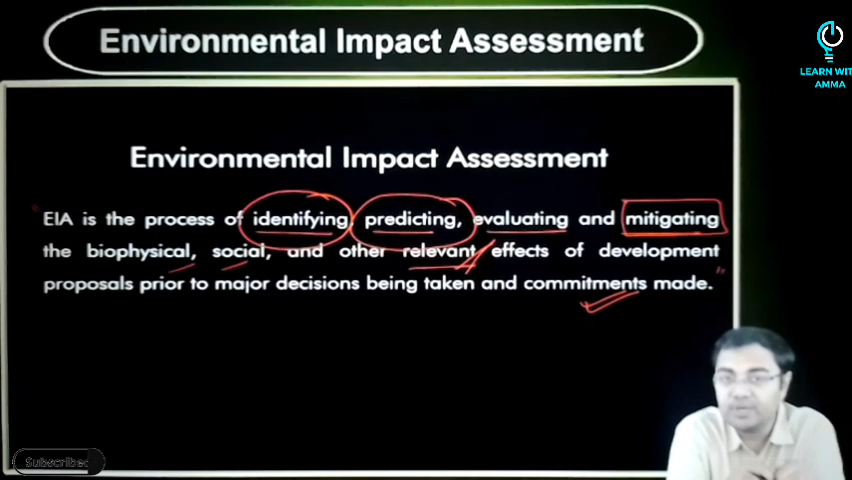 Environmental Impact Assessment
LEARN WIT
AMMA
Environmental Impact Assessment
"EIA is the process of identifying, predicting, evaluating and mitigating
the biophysical, social, and other relevant effects of development
proposals prior to major decisions being taken and commitments made."
Subscribed